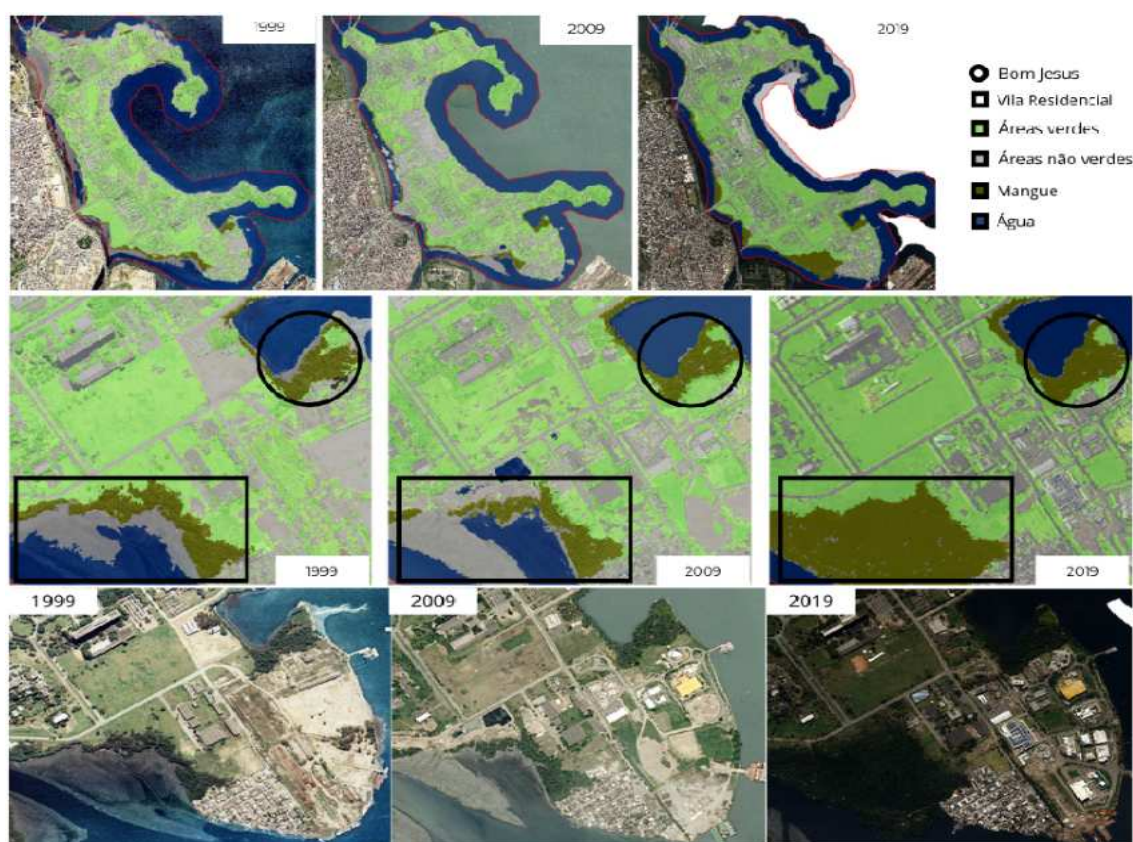 1999
2009
2019
Bom Jesus
Vila Residencial
Áreas verdes
Áreas não verdes
Mangue
Água
1999
2009
2019
1999
2009
2019